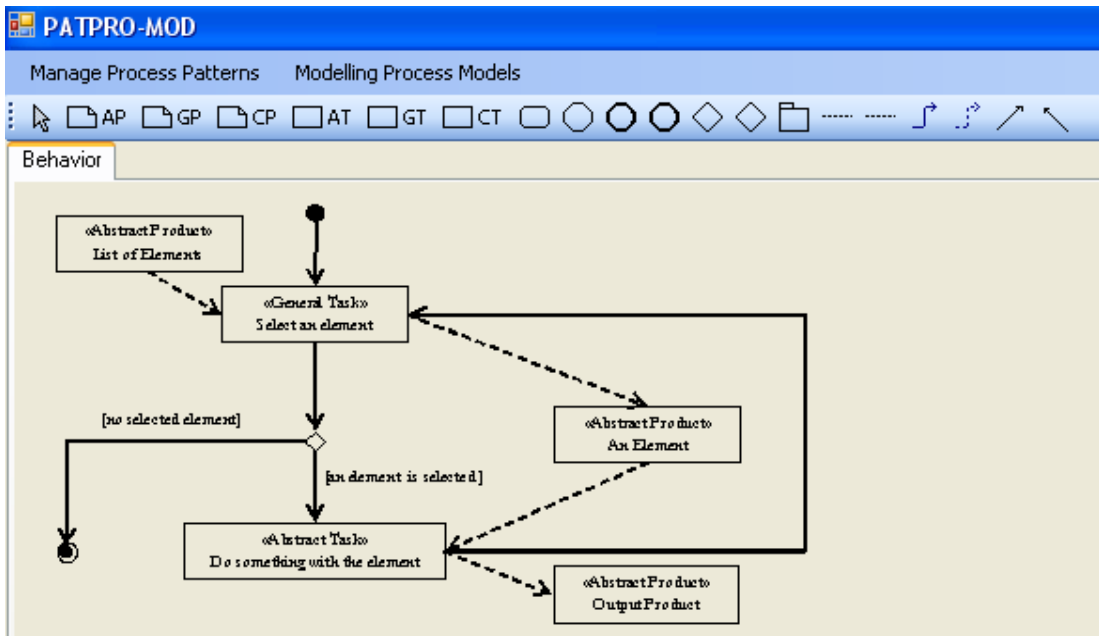 PATPRO-MOD
Manage Process Patterns Modelling Process Models
AP GP CP AT GT CT
Behavior
«AbstractProduct»
List of Elements
«General Task»
Select an element
[no selected element]
«AbstractProduct»
An Element
[an element is selected]
«Abstract Task»
Do something with the element
«AbstractProduct»
OutputProduct